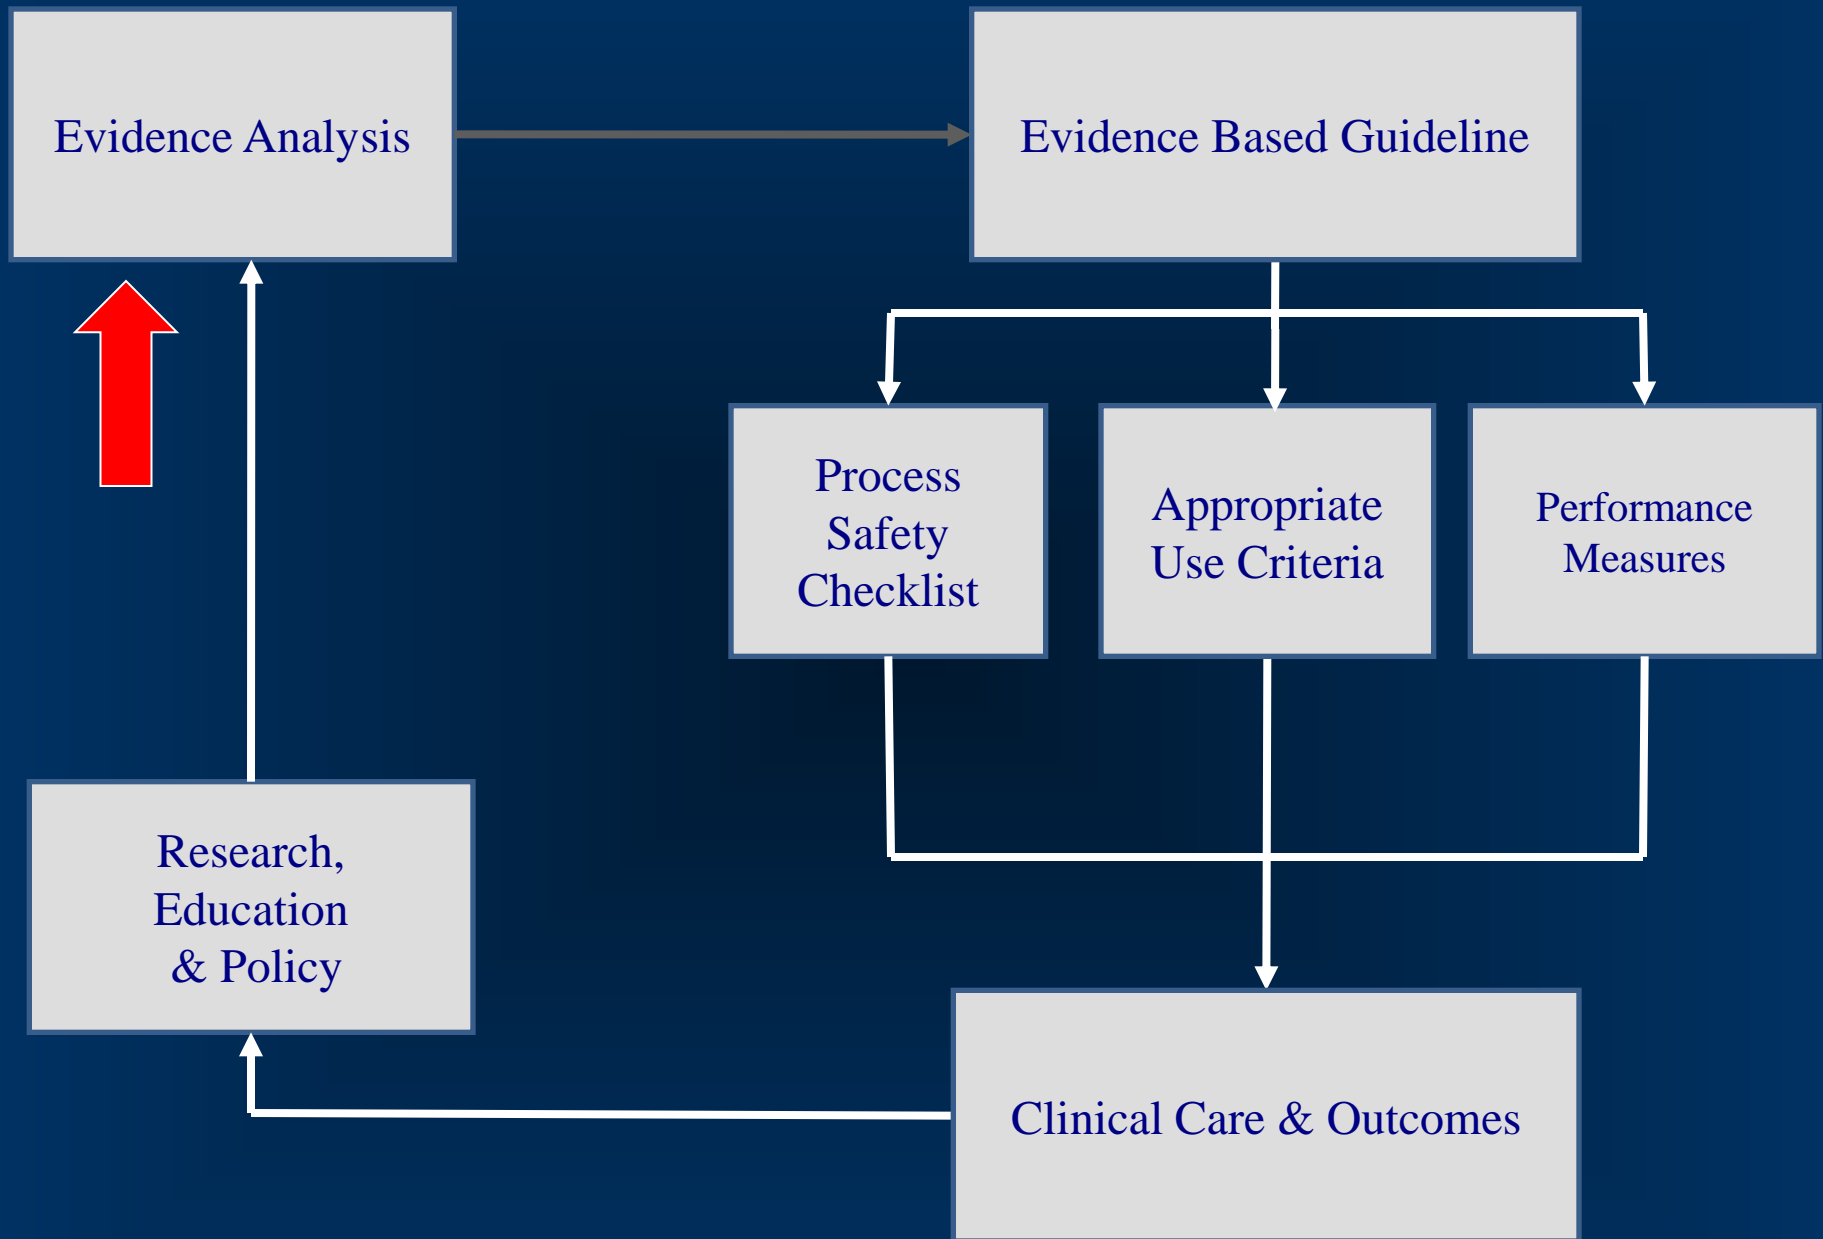 Evidence Analysis
Evidence Based Guideline
Process
Safety
Checklist
Appropriate
Use Criteria
Performance
Measures
Research,
Education
& Policy
Clinical Care & Outcomes